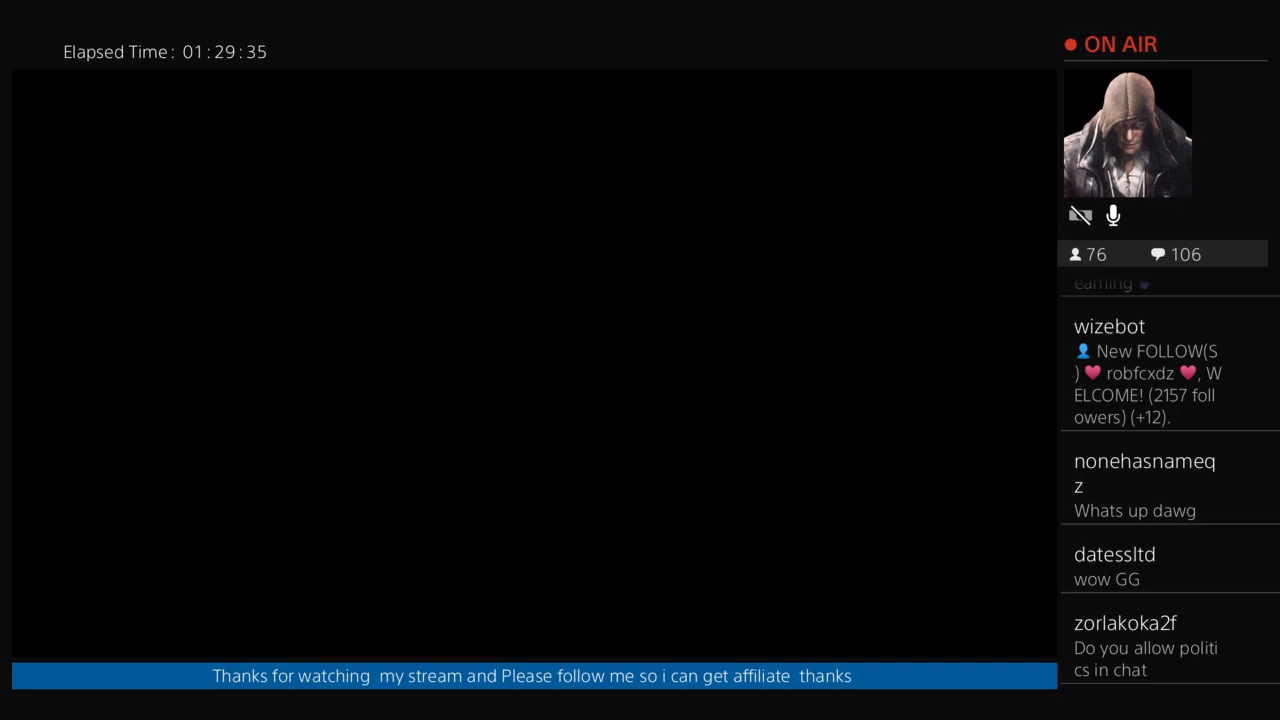 Elapsed Time: 01:29:35
ON AIR
76 106
eaming
wizebot
👤 New FOLLOW(S
) 💗 robfcxdz 💗, W
ELCOME! (2157 foll
owers) (+12).
nonehasnameq
z
Whats up dawg
datessltd
wow GG
zorlakoka2f
Do you allow politi
cs in chat
Thanks for watching my stream and Please follow me so i can get affiliate thanks